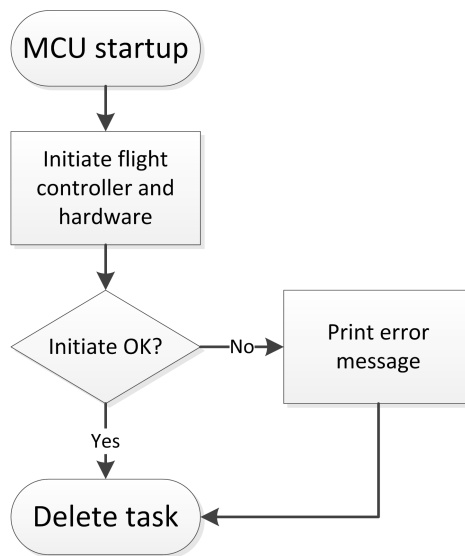 MCU startup
Initiate flight
controller and
hardware
Initiate OK?
No
Print error
message
Yes
Delete task